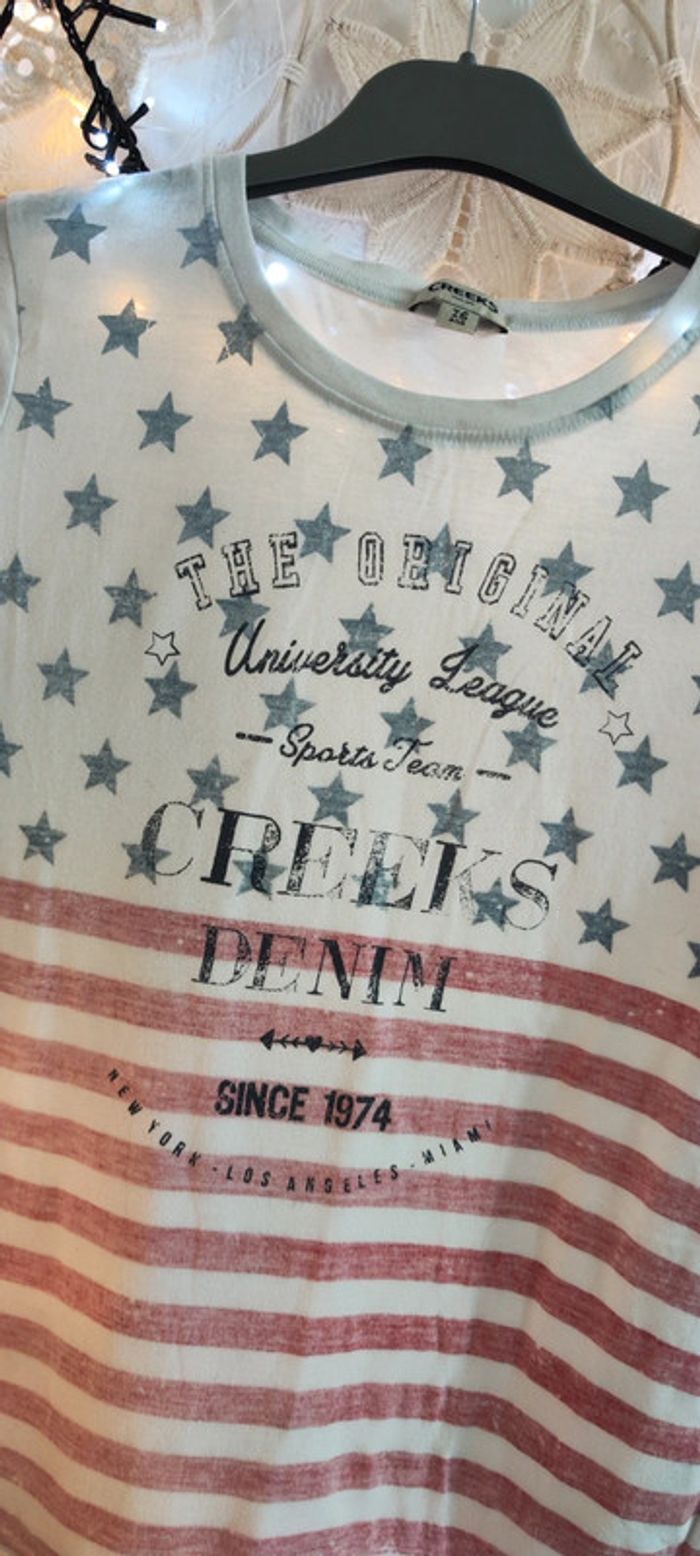 CREEKS
THE ORIGINAL
University League
- Sports Team -
CREEKS
DENIM
SINCE 1974
NEW YORK - LOS ANGELES - MIAMI